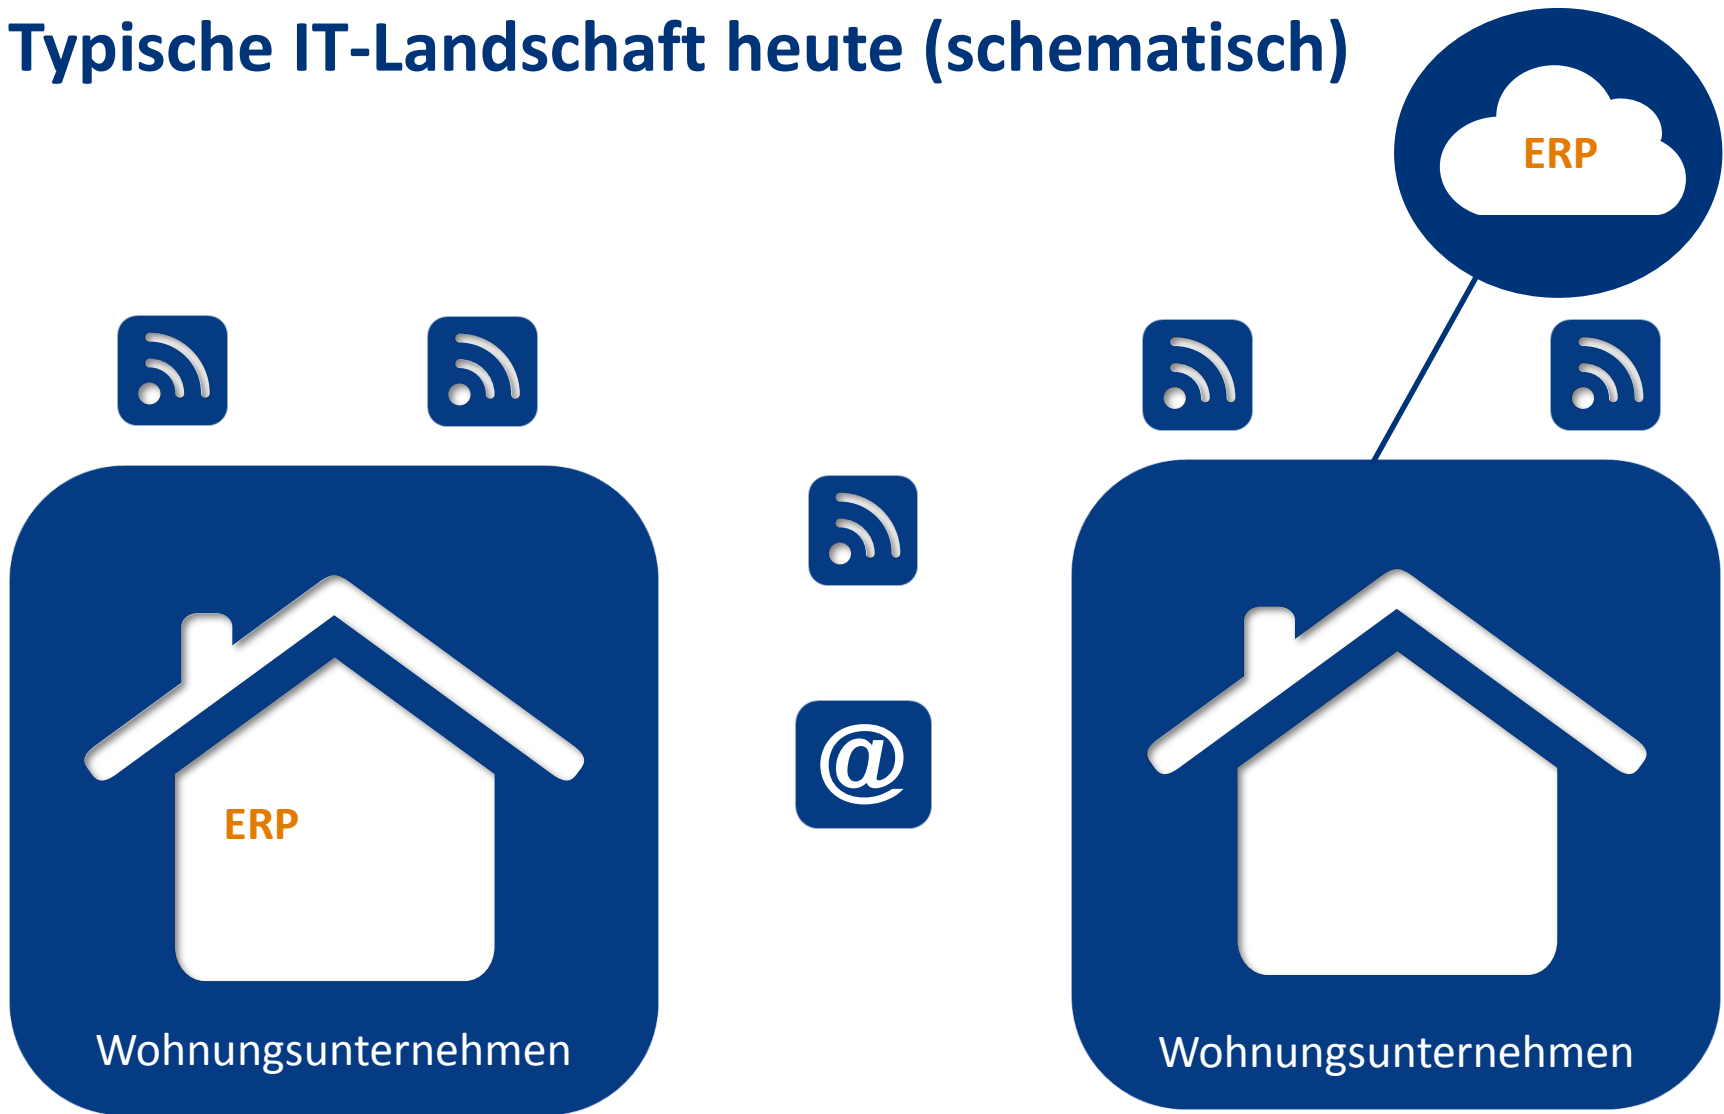 Typische IT-Landschaft heute (schematisch)
ERP
@
ERP
Wohnungsunternehmen
Wohnungsunternehmen